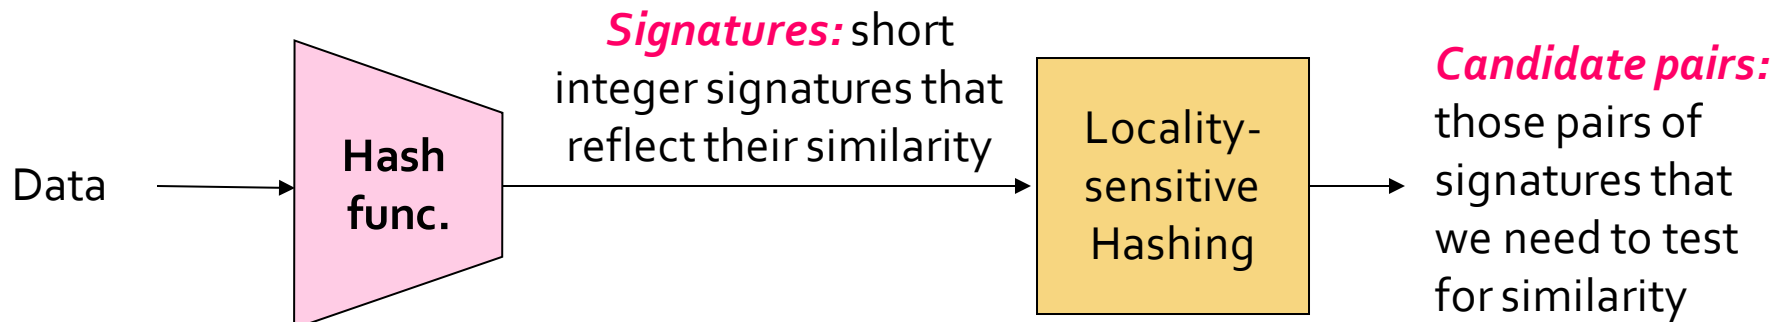 Data
Hash
func.
Signatures: short
integer signatures that
reflect their similarity
Locality-
sensitive
Hashing
Candidate pairs:
those pairs of
signatures that
we need to test
for similarity